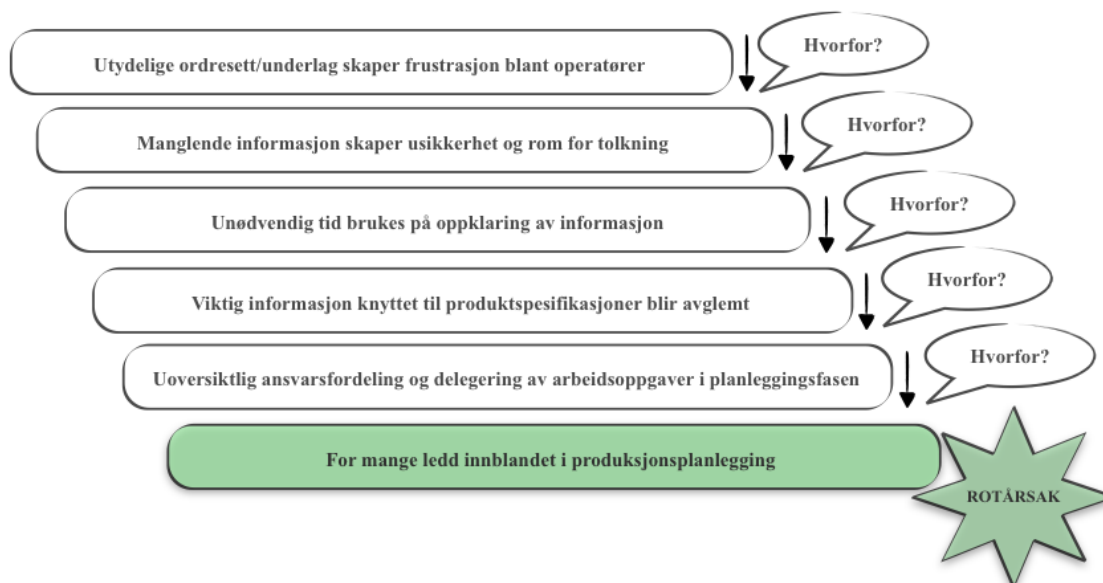 Utydelige ordresett/underlag skaper frustrasjon blant operatører
Hvorfor?
Manglende informasjon skaper usikkerhet og rom for tolkning
Hvorfor?
Unødvendig tid brukes på oppklaring av informasjon
Hvorfor?
Viktig informasjon knyttet til produktspesifikasjoner blir avglemt
Hvorfor?
Uoversiktlig ansvarsfordeling og delegering av arbeidsoppgaver i planleggingsfasen
Hvorfor?
For mange ledd innblandet i produksjonsplanlegging
ROTÅRSAK